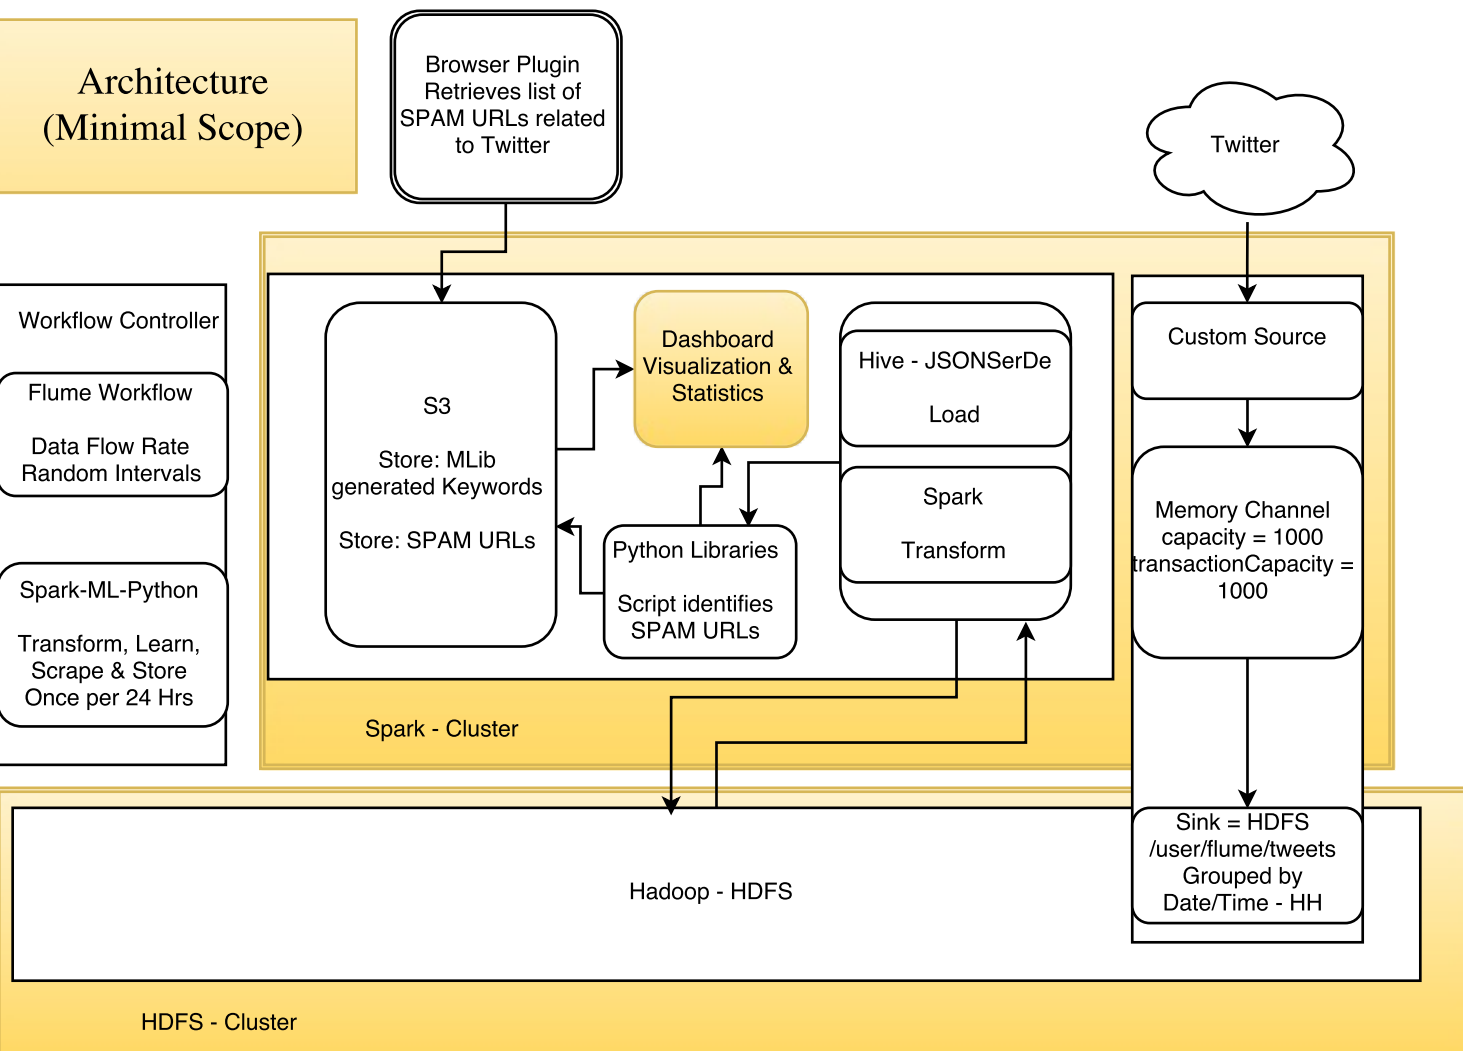 Architecture
(Minimal Scope)
Browser Plugin
Retrieves list of
SPAM URLs related
to Twitter
Twitter
Workflow Controller
Flume Workflow
Data Flow Rate
Random Intervals
Spark-ML-Python
Transform, Learn,
Scrape & Store
Once per 24 Hrs
S3
Store: MLib
generated Keywords
Store: SPAM URLs
Dashboard
Visualization &
Statistics
Python Libraries
Script identifies
SPAM URLs
Hive - JSONSerDe
Load
Spark
Transform
Custom Source
Memory Channel
capacity = 1000
transactionCapacity =
1000
Spark - Cluster
Sink = HDFS
/user/flume/tweets
Grouped by
Date/Time - HH
Hadoop - HDFS
HDFS - Cluster